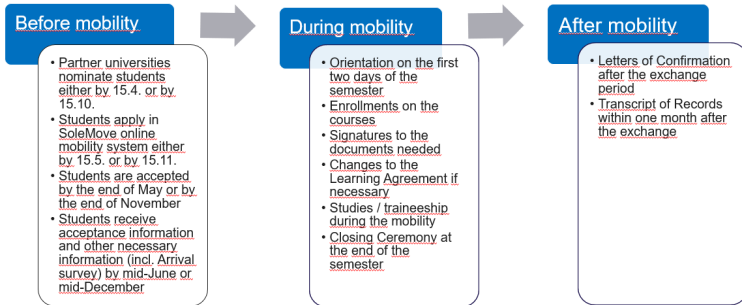 Before mobility
• Partner universities
nominate students
either by 15.4. or by
15.10.
• Students apply in
SoleMove online
mobility system either
by 15.5. or by 15.11.
• Students are accepted
by the end of May or by
the end of November
• Students receive
acceptance information
and other necessary
information (incl. Arrival
survey) by mid-June or
mid-December
During mobility
• Orientation on the first
two days of the
semester
• Enrollments on the
courses
• Signatures to the
documents needed
• Changes to the
Learning Agreement if
necessary
• Studies / traineeship
during the mobility
• Closing Ceremony at
the end of the
semester
After mobility
• Letters of Confirmation
after the exchange
period
• Transcript of Records
within one month after
the exchange